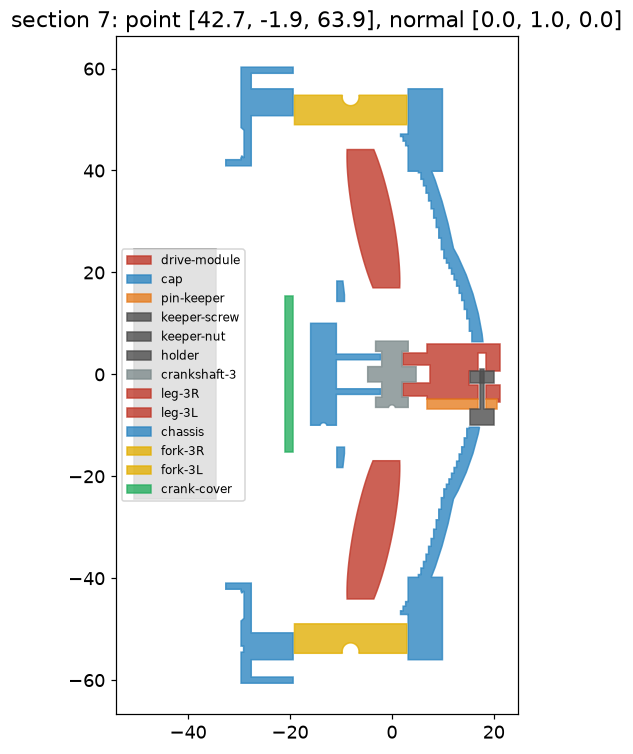 section 7: point [42.7, -1.9, 63.9], normal [0.0, 1.0, 0.0]
60
40
20
0
−20
−40
−60
drive-module
cap
pin-keeper
keeper-screw
keeper-nut
holder
crankshaft-3
leg-3R
leg-3L
chassis
fork-3R
fork-3L
crank-cover
−40
−20
0
20